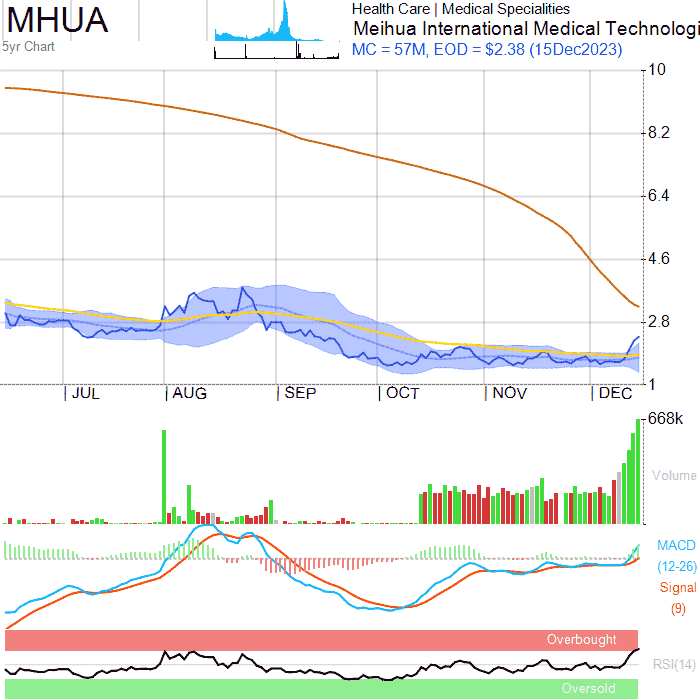 MHUA
5yr Chart
Health Care | Medical Specialities
Meihua International Medical Technologi
MC = 57M, EOD = $2.38 (15Dec2023)
10
8.2
6.4
4.6
2.8
1
JUL AUG SEP OCT NOV DEC
668k
Volume
MACD
(12-26)
Signal
(9)
Overbought
RSI(14)
Oversold